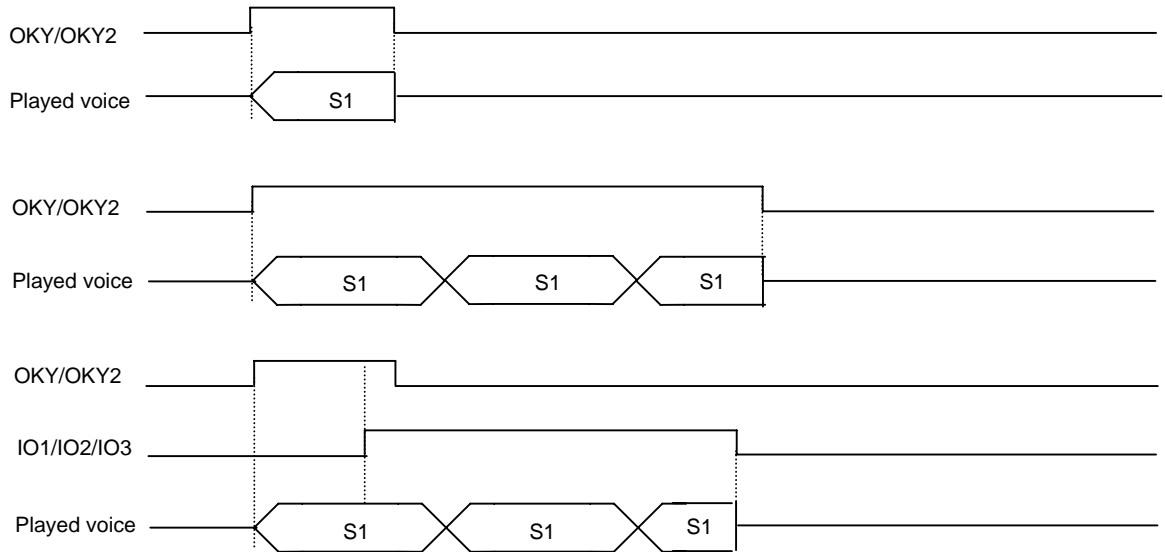 OKY/OKY2
Played voice S1
OKY/OKY2
Played voice S1 S1 S1
OKY/OKY2
IO1/IO2/IO3
Played voice S1 S1 S1